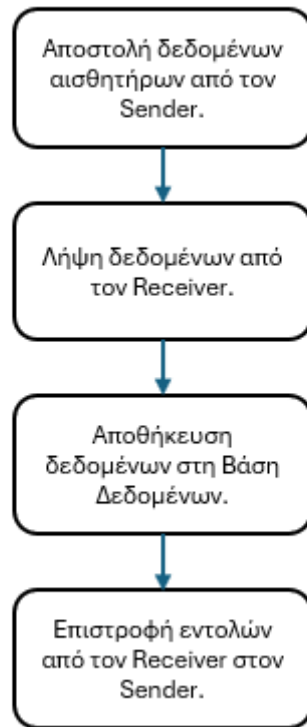 Αποστολή δεδομένων
αισθητήρων από τον
Sender.
Λήψη δεδομένων από
τον Receiver.
Αποθήκευση
δεδομένων στη Βάση
Δεδομένων.
Επιστροφή εντολών
από τον Receiver στον
Sender.